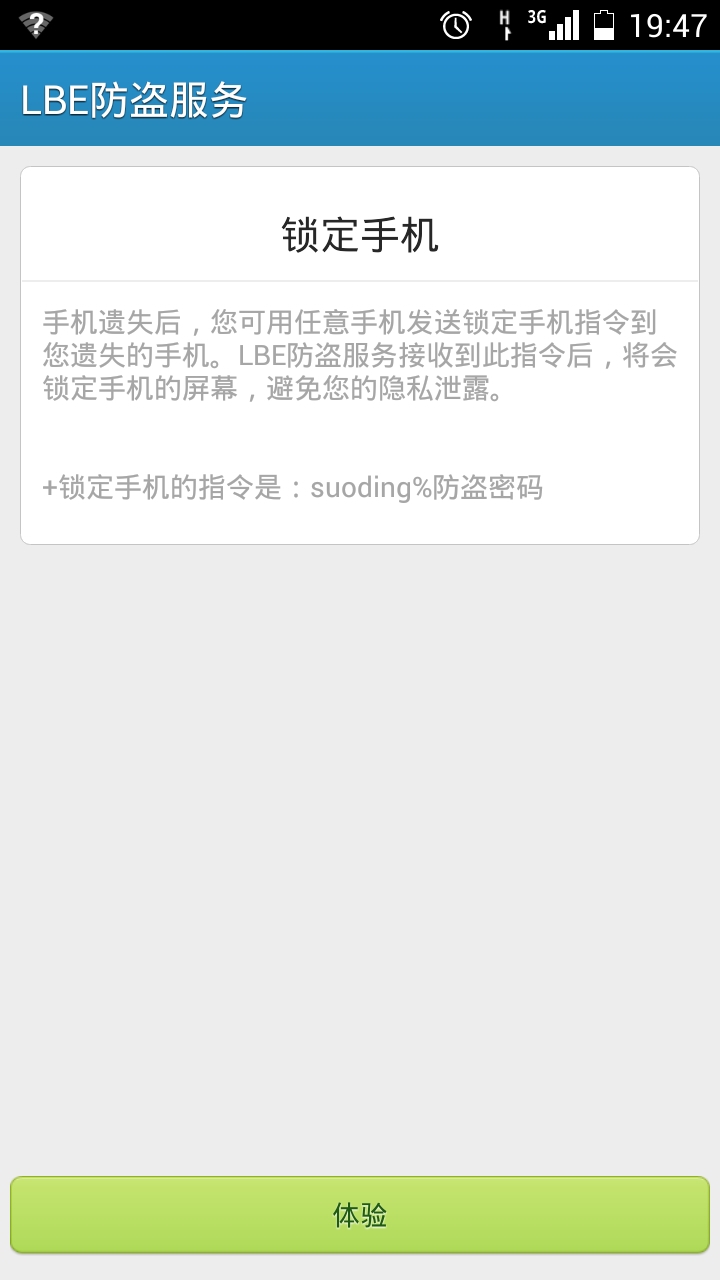 H
3G
19:47
LBE防盗服务
锁定手机
手机遗失后，您可用任意手机发送锁定手机指令到
您遗失的手机。LBE防盗服务接收到此指令后，将会
锁定手机的屏幕，避免您的隐私泄露。
+锁定手机的指令是：suoding%防盗密码
体验